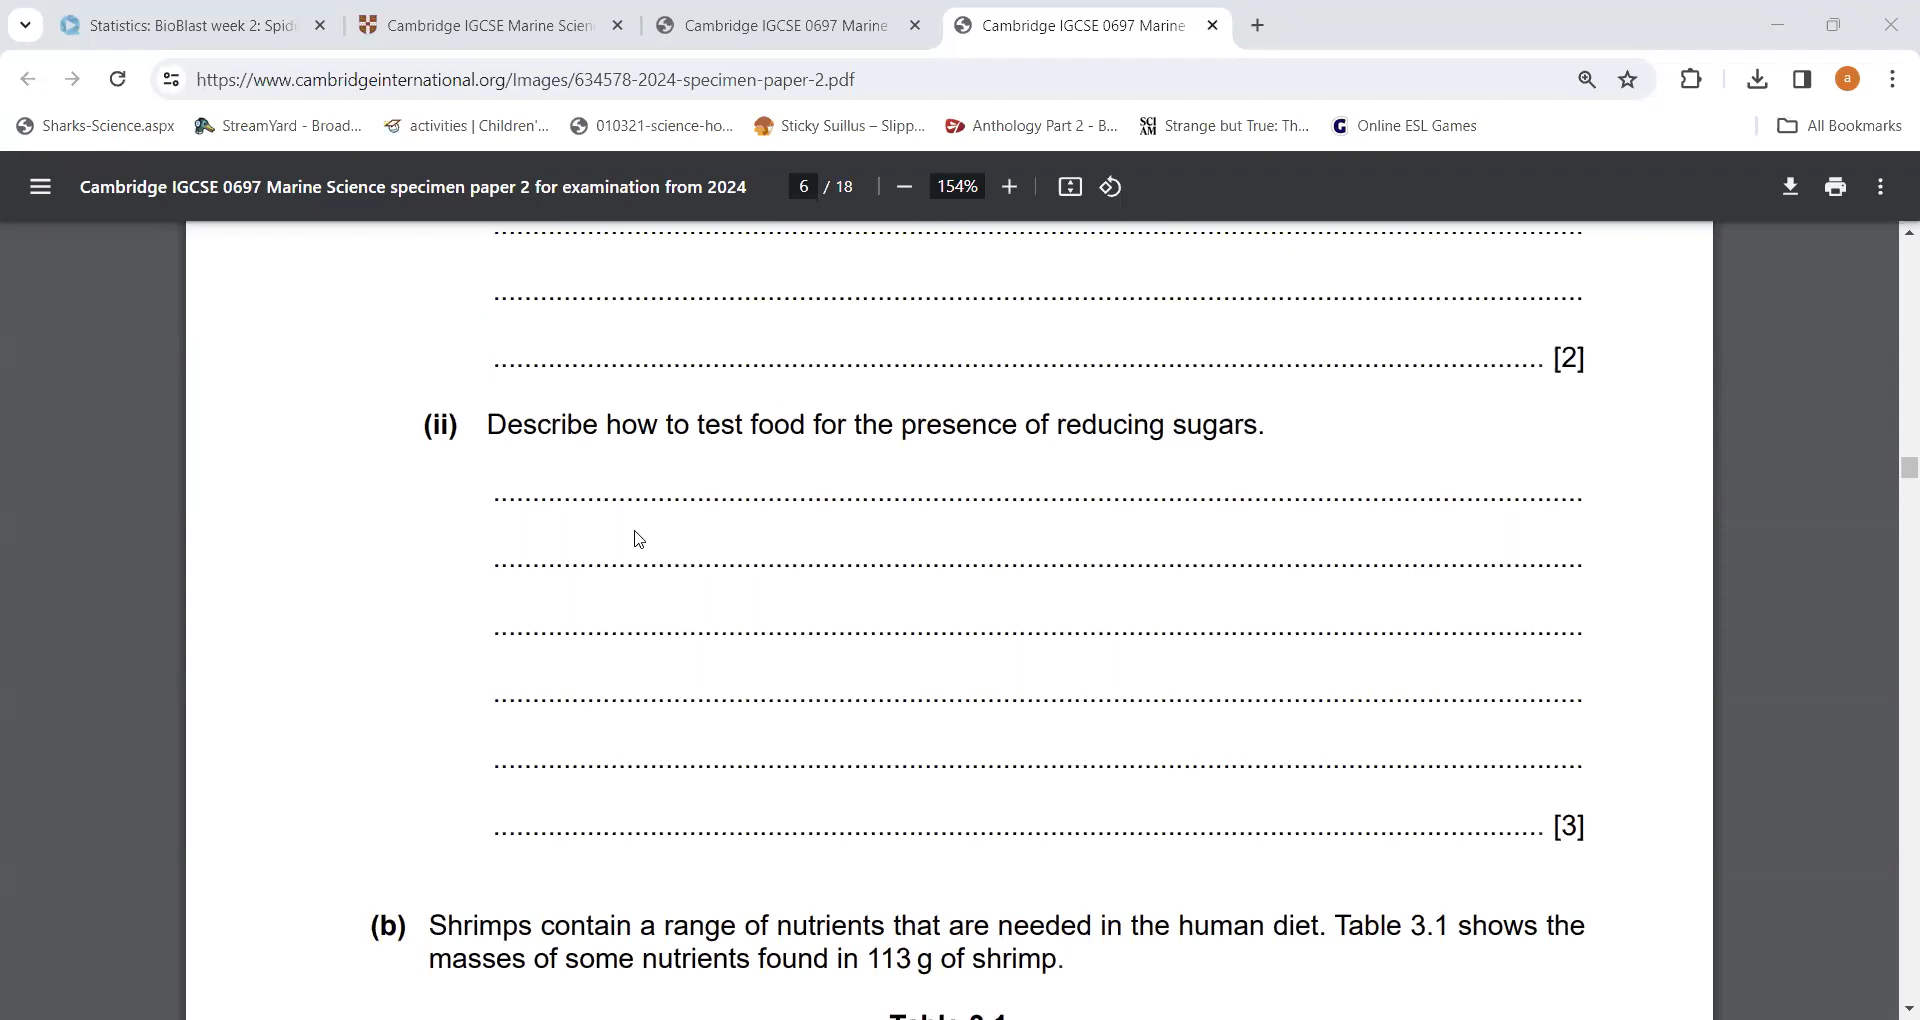 Statistics: BioBlast week 2: Spid
Cambridge IGCSE Marine Scien
Cambridge IGCSE 0697 Marine
Cambridge IGCSE 0697 Marine
https://www.cambridgeinternational.org/Images/634578-2024-specimen-paper-2.pdf
a
Sharks-Science.aspx
StreamYard - Broad...
activities | Children'...
010321-science-ho...
Sticky Suillus – Slipp...
Anthology Part 2 - B...
SCI AM
Strange but True: Th...
G
Online ESL Games
All Bookmarks
Cambridge IGCSE 0697 Marine Science specimen paper 2 for examination from 2024
6 / 18
154%
[2]
(ii) Describe how to test food for the presence of reducing sugars.
[3]
(b) Shrimps contain a range of nutrients that are needed in the human diet. Table 3.1 shows the
masses of some nutrients found in 113 g of shrimp.
Table 3.1